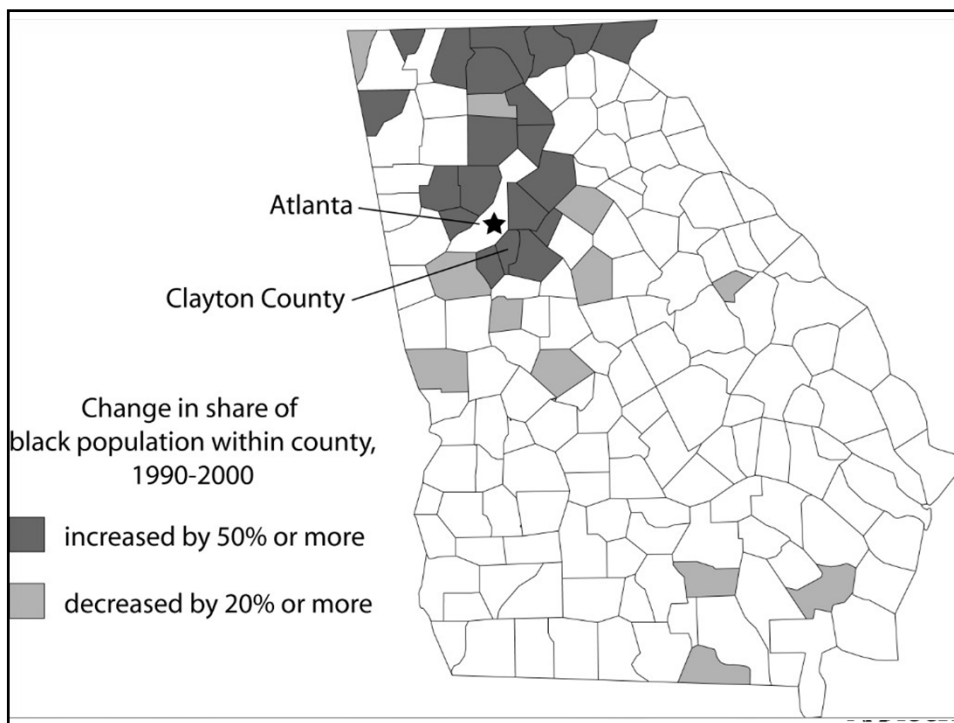 Atlanta
Clayton County
Change in share of
black population within county,
1990-2000
increased by 50% or more
decreased by 20% or more